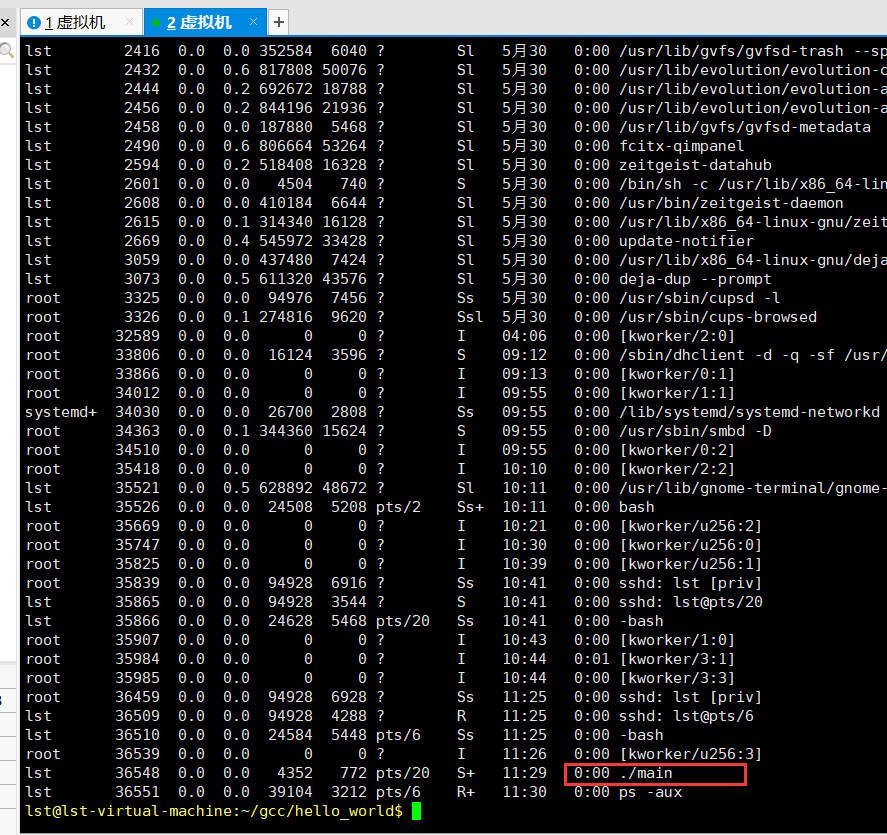 1 虚拟机 × 2 虚拟机 × +
lst 2416 0.0 0.0 352584 6040 ? Sl 5月30 0:00 /usr/lib/gvfs/gvfsd-trash --sp
lst 2432 0.0 0.6 817808 50076 ? Sl 5月30 0:00 /usr/lib/evolution/evolution-c
lst 2444 0.0 0.2 692672 18788 ? Sl 5月30 0:00 /usr/lib/evolution/evolution-a
lst 2456 0.0 0.2 844196 21936 ? Sl 5月30 0:00 /usr/lib/evolution/evolution-a
lst 2458 0.0 0.0 187880 5468 ? Sl 5月30 0:00 /usr/lib/gvfs/gvfsd-metadata
lst 2490 0.0 0.6 806664 53264 ? Sl 5月30 0:00 fcitx-qimpanel
lst 2594 0.0 0.2 518408 16328 ? Sl 5月30 0:00 zeitgeist-datahub
lst 2601 0.0 0.0 4504 740 ? S 5月30 0:00 /bin/sh -c /usr/lib/x86_64-lin
lst 2608 0.0 0.0 410184 6644 ? Sl 5月30 0:00 /usr/bin/zeitgeist-daemon
lst 2615 0.0 0.1 314340 16128 ? Sl 5月30 0:00 /usr/lib/x86_64-linux-gnu/zeit
lst 2669 0.0 0.4 545972 33428 ? Sl 5月30 0:00 update-notifier
lst 3059 0.0 0.0 437480 7424 ? Sl 5月30 0:00 /usr/lib/x86_64-linux-gnu/deja
lst 3073 0.0 0.5 611320 43576 ? Sl 5月30 0:00 deja-dup --prompt
root 3325 0.0 0.0 94976 7456 ? Ss 5月30 0:00 /usr/sbin/cupsd -l
root 3326 0.0 0.1 274816 9620 ? Ssl 5月30 0:00 /usr/sbin/cups-browsed
root 32589 0.0 0.0 0 0 ? I 04:06 0:00 [kworker/2:0]
root 33806 0.0 0.0 16124 3596 ? S 09:12 0:00 /sbin/dhclient -d -q -sf /usr/
root 33866 0.0 0.0 0 0 ? I 09:13 0:00 [kworker/0:1]
root 34012 0.0 0.0 0 0 ? I 09:55 0:00 [kworker/1:1]
systemd+ 34030 0.0 0.0 26700 2808 ? Ss 09:55 0:00 /lib/systemd/systemd-networkd
root 34363 0.0 0.1 344360 15624 ? S 09:55 0:00 /usr/sbin/smbd -D
root 34510 0.0 0.0 0 0 ? I 09:55 0:00 [kworker/0:2]
root 35418 0.0 0.0 0 0 ? I 10:10 0:00 [kworker/2:2]
lst 35521 0.0 0.5 628892 48672 ? Sl 10:11 0:00 /usr/lib/gnome-terminal/gnome-
lst 35526 0.0 0.0 24508 5208 pts/2 Ss+ 10:11 0:00 bash
root 35669 0.0 0.0 0 0 ? I 10:21 0:00 [kworker/u256:2]
root 35747 0.0 0.0 0 0 ? I 10:30 0:00 [kworker/u256:0]
root 35825 0.0 0.0 0 0 ? I 10:39 0:00 [kworker/u256:1]
root 35839 0.0 0.0 94928 6916 ? Ss 10:41 0:00 sshd: lst [priv]
lst 35865 0.0 0.0 94928 3544 ? S 10:41 0:00 sshd: lst@pts/20
lst 35866 0.0 0.0 24628 5468 pts/20 Ss 10:41 0:00 -bash
root 35907 0.0 0.0 0 0 ? I 10:43 0:00 [kworker/1:0]
root 35984 0.0 0.0 0 0 ? I 10:44 0:01 [kworker/3:1]
root 35985 0.0 0.0 0 0 ? I 10:44 0:00 [kworker/3:3]
root 36459 0.0 0.0 94928 6928 ? Ss 11:25 0:00 sshd: lst [priv]
lst 36509 0.0 0.0 94928 4288 ? R 11:25 0:00 sshd: lst@pts/6
lst 36510 0.0 0.0 24584 5448 pts/6 Ss 11:25 0:00 -bash
root 36539 0.0 0.0 0 0 ? I 11:26 0:00 [kworker/u256:3]
lst 36548 0.0 0.0 4352 772 pts/20 S+ 11:29 0:00 ./main
lst 36551 0.0 0.0 39104 3212 pts/6 R+ 11:30 0:00 ps -aux
lst@lst-virtual-machine:~/gcc/hello_world$